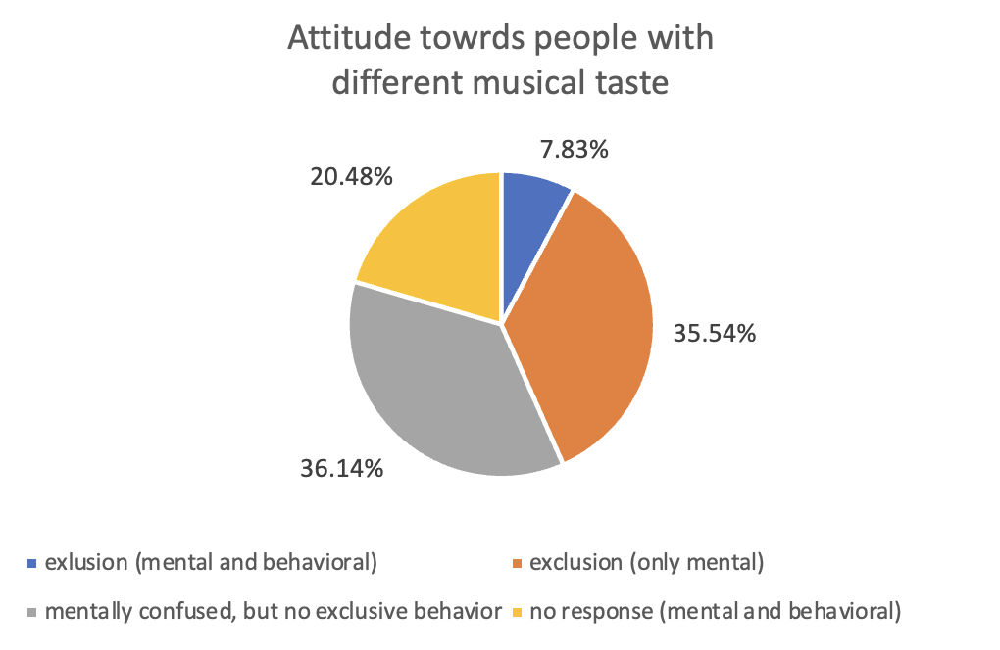 Attitude towrds people with
different musical taste
7.83%
20.48%
35.54%
36.14%
exlusion (mental and behavioral)
exclusion (only mental)
mentally confused, but no exclusive behavior
no response (mental and behavioral)